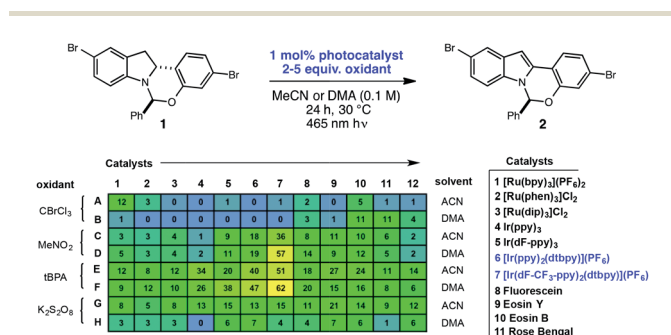 Br
Br
N
O
Ph
1
1 mol% photocatalyst
2-5 equiv. oxidant
MeCN or DMA (0.1 M)
24 h, 30 °C
465 nm hν
Br
Br
N
O
Ph
2
Catalysts
oxidant 1 2 3 4 5 6 7 8 9 10 11 12 solvent
CBrCl3
A 12 3 0 0 1 0 1 2 0 5 1 1 ACN
B 1 0 0 0 0 0 0 3 1 11 11 4 DMA
MeNO2
C 3 3 4 1 9 18 36 8 11 10 6 2 ACN
D 5 3 4 2 11 19 57 14 9 12 5 2 DMA
tBPA
E 12 8 12 34 20 40 51 18 27 24 11 14 ACN
F 9 12 10 26 38 47 62 20 15 16 8 6 DMA
K2S2O8
G 8 5 8 13 15 13 15 11 21 14 9 12 ACN
H 3 3 3 0 6 7 4 4 7 6 1 6 DMA
Catalysts
1 [Ru(bpy)3](PF6)2
2 [Ru(phen)3]Cl2
3 [Ru(dip)3]Cl2
4 Ir(ppy)3
5 Ir(dF-ppy)3
6 [Ir(ppy)2(dtbpy)](PF6)
7 [Ir(dF-CF3-ppy)2(dtbpy)](PF6)
8 Fluorescein
9 Eosin Y
10 Eosin B
11 Rose Bengal